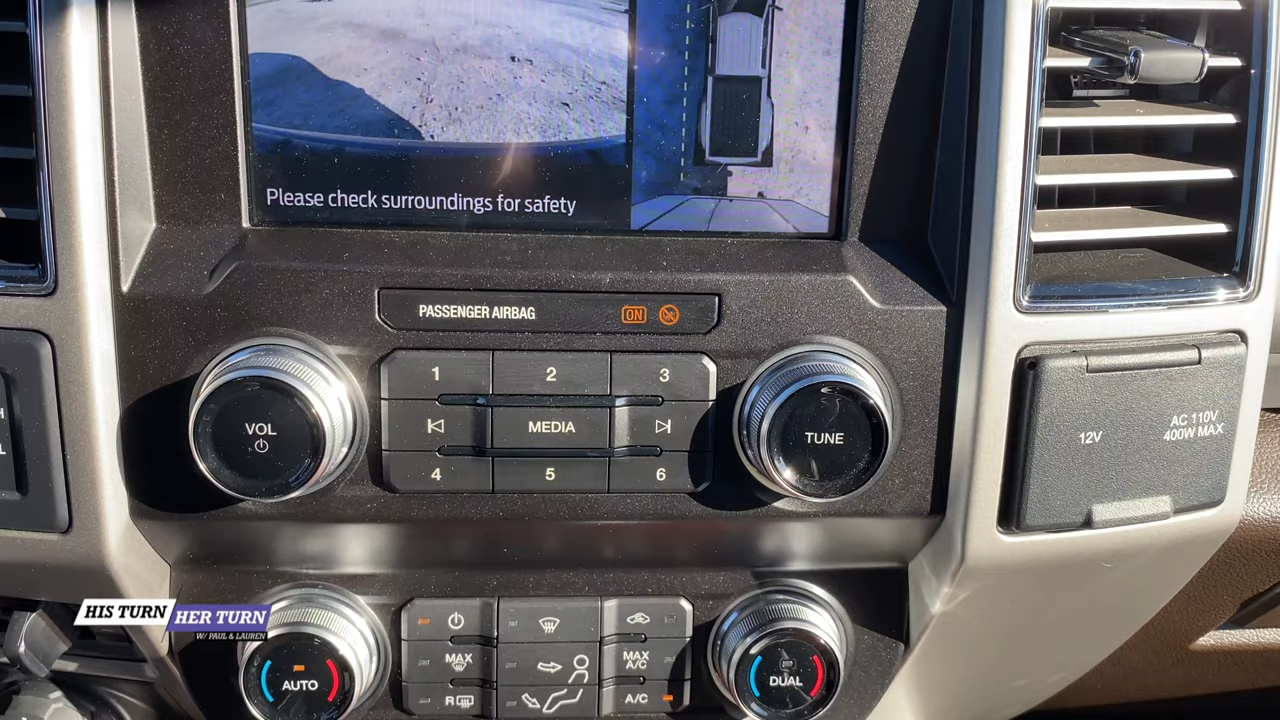 Please check surroundings for safety
PASSENGER AIRBAG
ON
1
2
3
VOL
MEDIA
TUNE
4
5
6
12V
AC 110V
400W MAX
H
L
HIS TURN
HER TURN
W/ PAUL & LAUREN
AUTO
MAX
R
MAX
A/C
A/C
DUAL